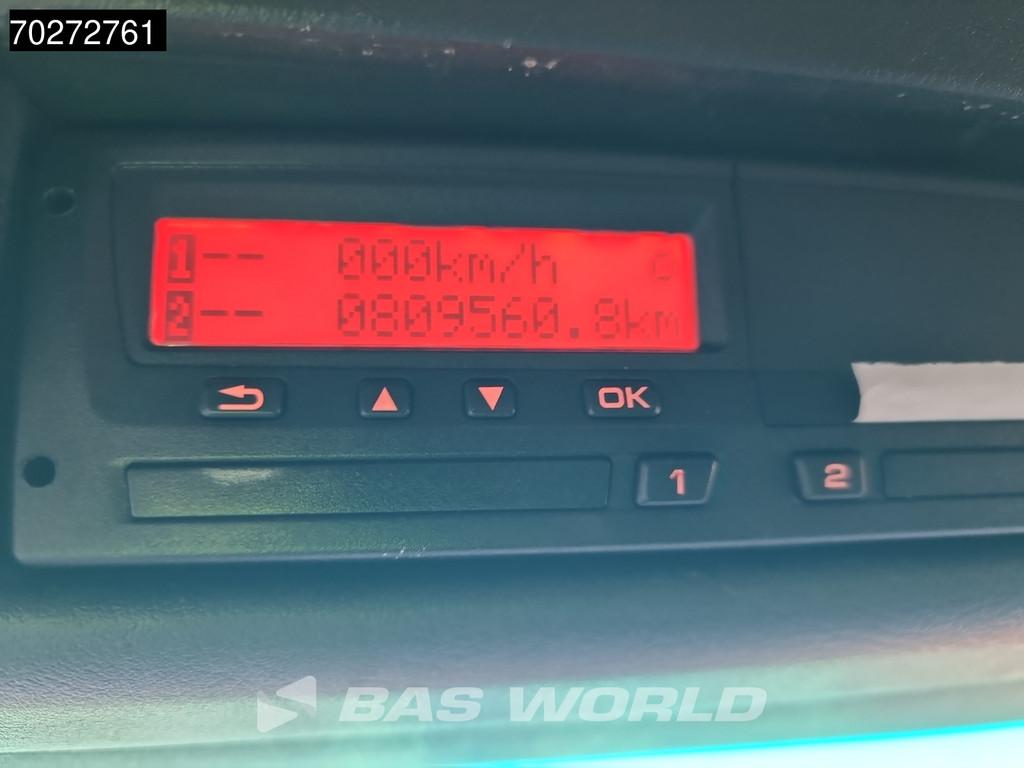 70272761
1 -- 000km/h c
2 -- 0809560.8km
OK
1 2
BAS WORLD